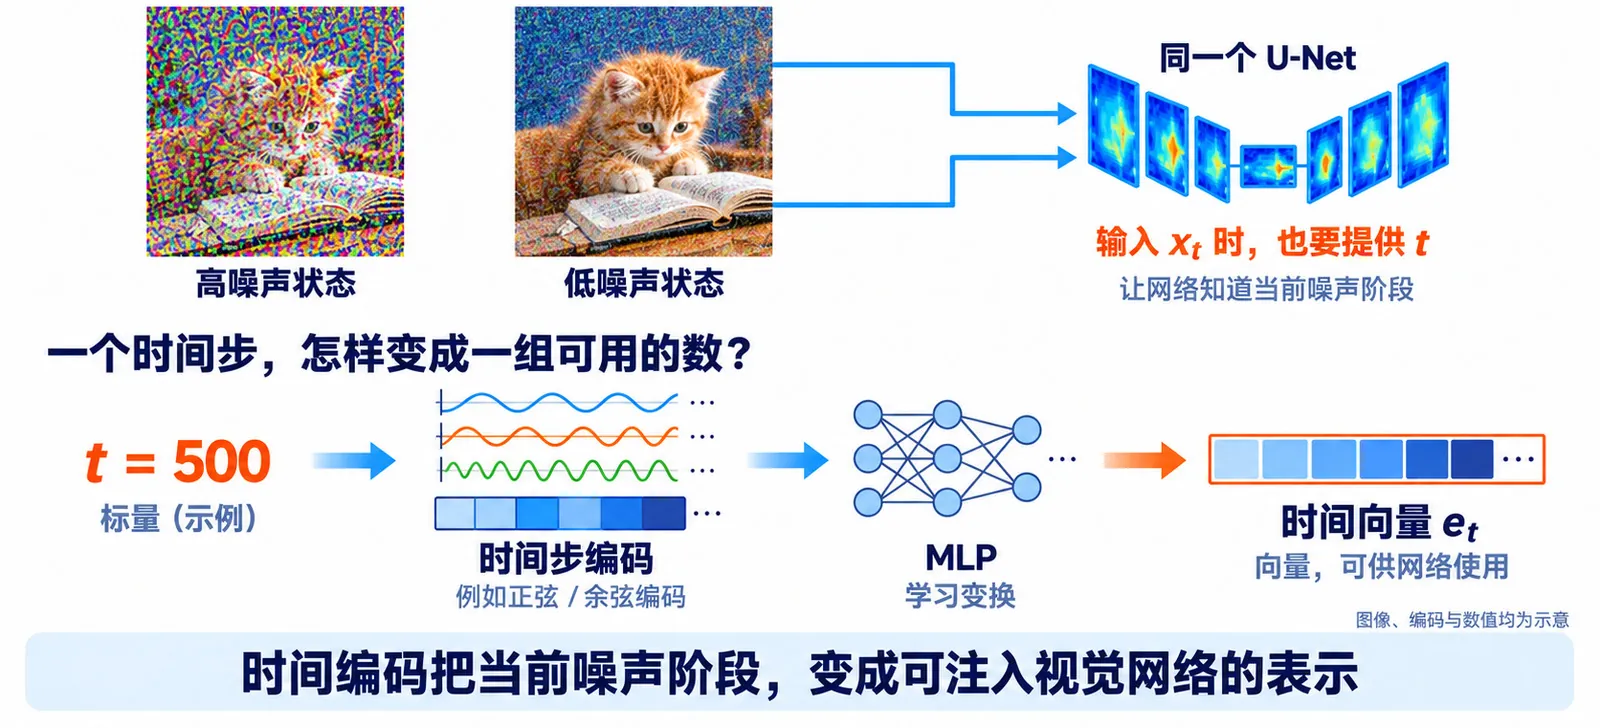 同一个 U-Net
高噪声状态
低噪声状态
输入 xₜ 时，也要提供 t
让网络知道当前噪声阶段
一个时间步，怎样变成一组可用的数？
t = 500
标量（示例）
...
...
...
...
时间步编码
例如正弦 / 余弦编码
...
MLP
学习变换
...
时间向量 eₜ
向量，可供网络使用
图像、编码与数值均为示意
时间编码把当前噪声阶段，变成可注入视觉网络的表示